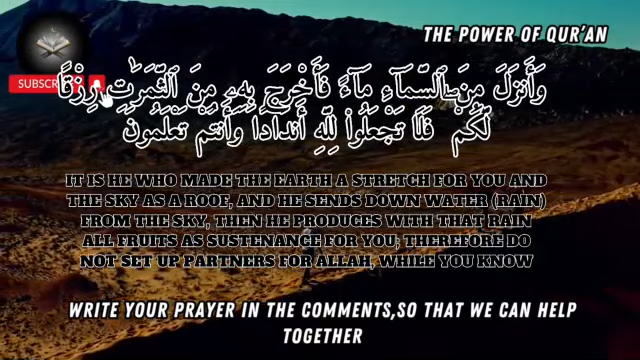 THE POWER OF QUR'AN
SUBSCR
وَأَنزَلَ مِنَ ٱلسَّمَآءِ مَآءً فَأَخْرَجَ بِهِۦ مِنَ ٱلثَّمَرَٰتِ رِزْقًا
لَّكُمْ فَلَا تَجْعَلُوا۟ لِلَّهِ أَندَادًا وَأَنتُمْ تَعْلَمُونَ
IT IS HE WHO MADE THE EARTH A STRETCH FOR YOU AND
THE SKY AS A ROOF, AND HE SENDS DOWN WATER (RAIN)
FROM THE SKY, THEN HE PRODUCES WITH THAT RAIN
ALL FRUITS AS SUSTENANCE FOR YOU; THEREFORE DO
NOT SET UP PARTNERS FOR ALLAH, WHILE YOU KNOW
WRITE YOUR PRAYER IN THE COMMENTS,SO THAT WE CAN HELP
TOGETHER